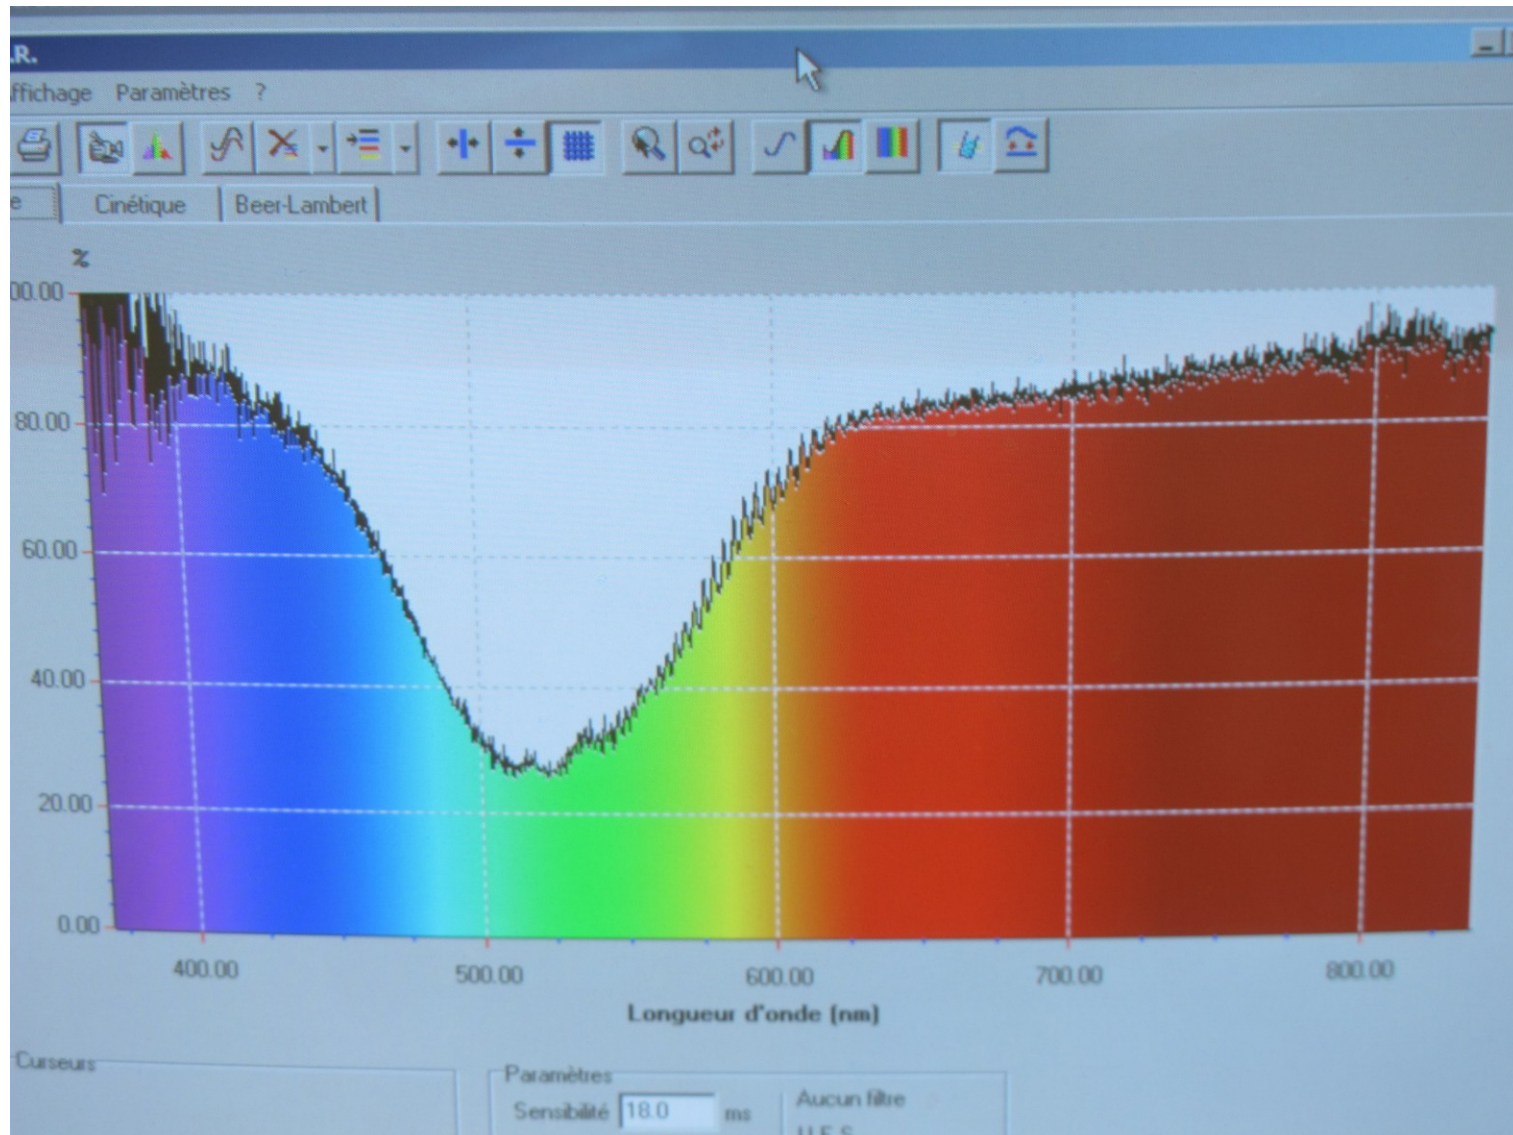 .R.
ffichage Paramètres ?
e Cinétique Beer-Lambert
%
00.00
80.00
60.00
40.00
20.00
0.00
400.00 500.00 600.00 700.00 800.00
Longueur d'onde (nm)
Curseurs
Paramètres
Sensibilité 18.0 ms
Aucun filtre
U.F.S